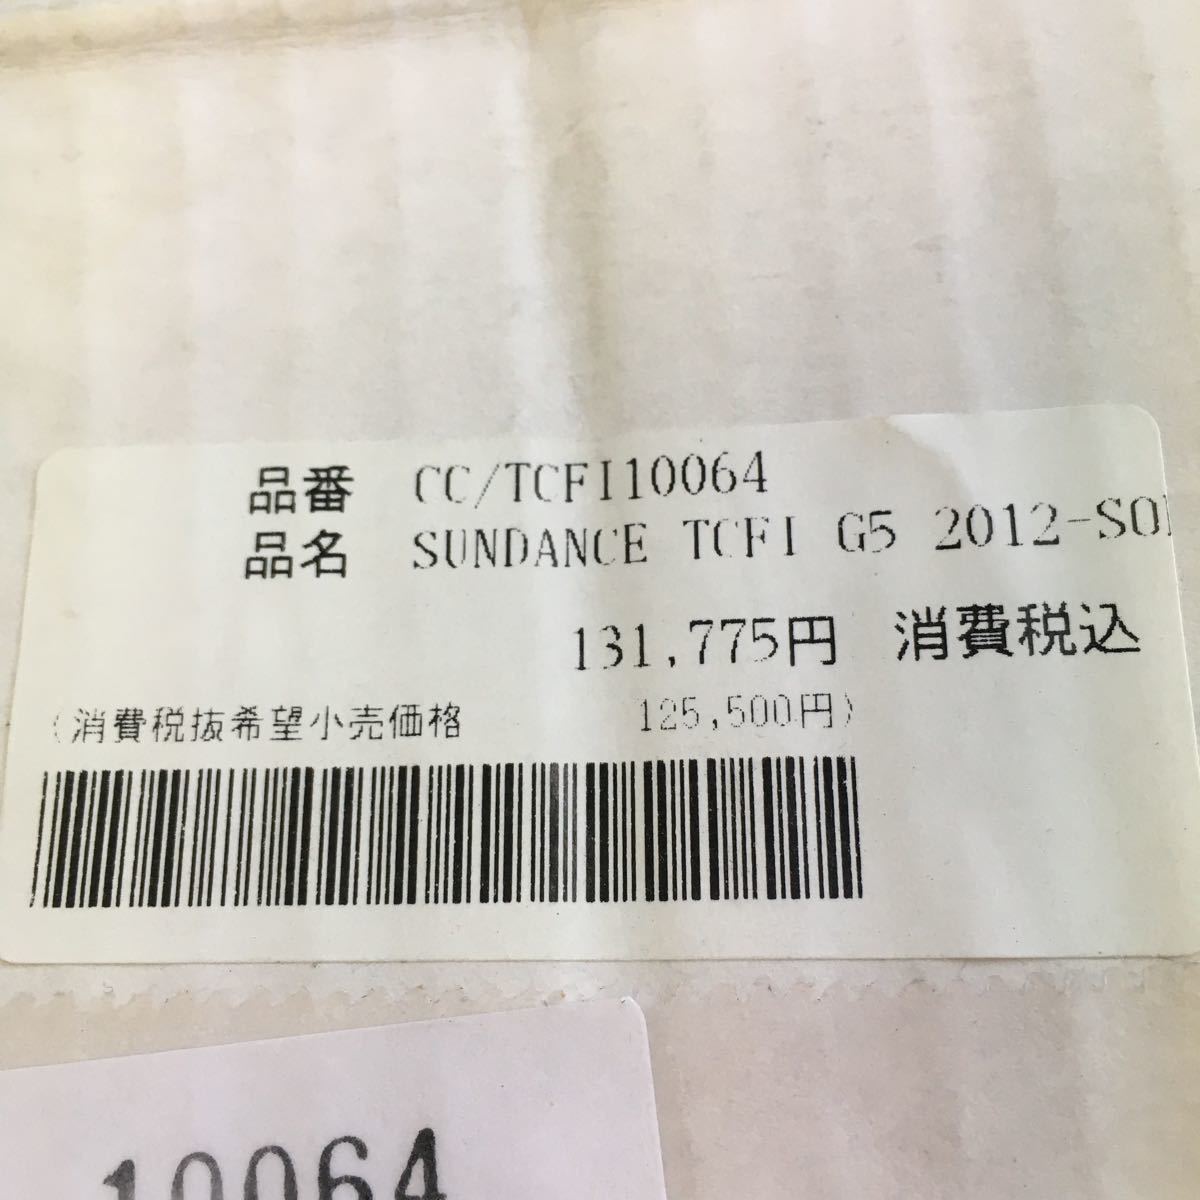 品番 CC/TCFI10064
品名 SUNDANCE TCFI G5 2012-SO
131,775円 消費税込
(消費税抜希望小売価格 125,500円)
10064